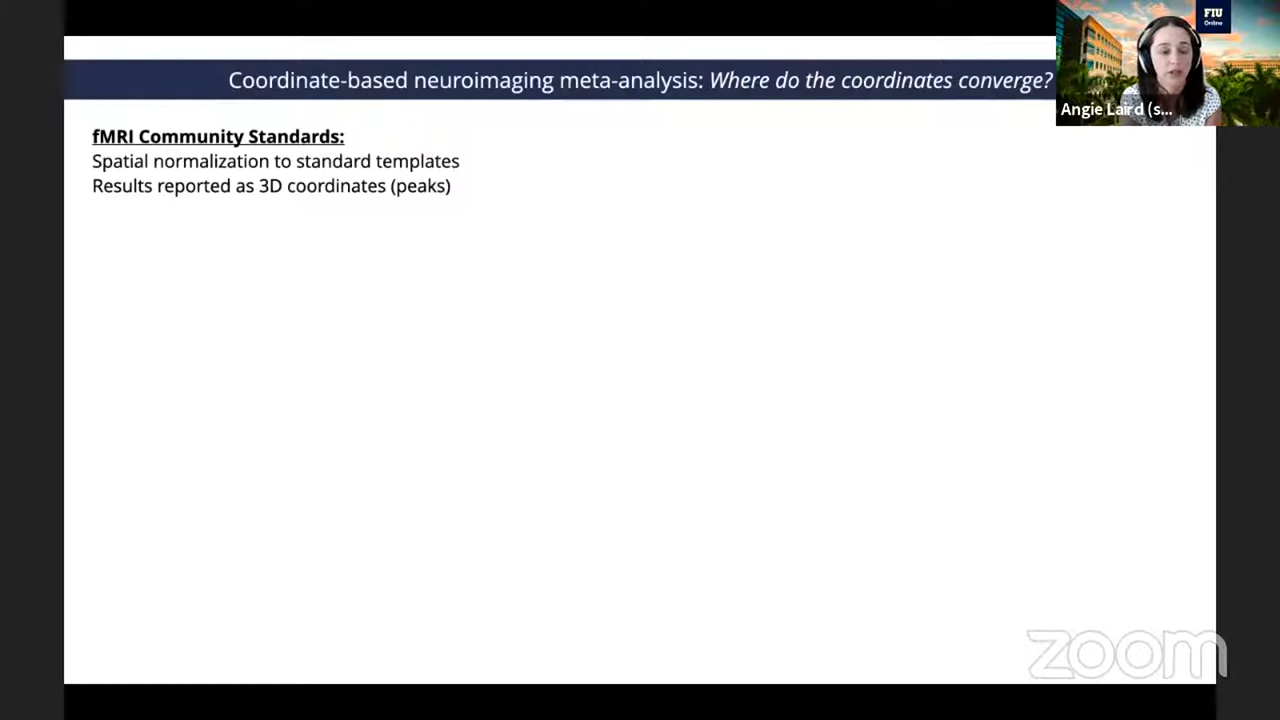 FIU
Online
Coordinate-based neuroimaging meta-analysis: Where do the coordinates converge?
Angie Laird (s...
fMRI Community Standards:
Spatial normalization to standard templates
Results reported as 3D coordinates (peaks)
zoom